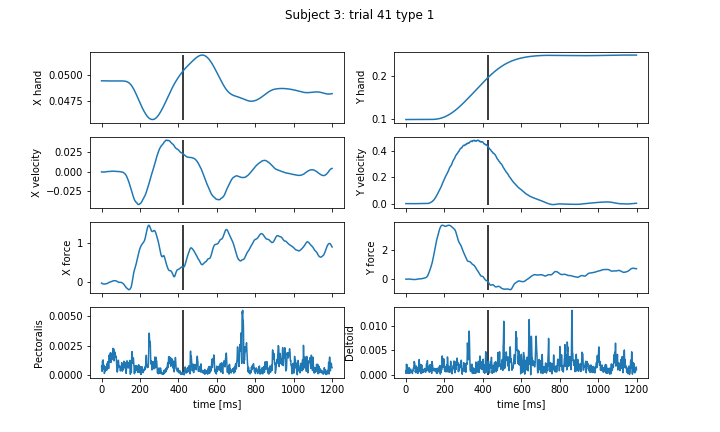 Subject 3: trial 41 type 1
X hand
0.0500
0.0475
Y hand
0.2
0.1
X velocity
0.025
0.000
−0.025
Y velocity
0.4
0.2
0.0
X force
1
0
Y force
2
0
Pectoralis
0.0050
0.0025
0.0000
0 200 400 600 800 1000 1200
time [ms]
Deltoid
0.010
0.005
0.000
0 200 400 600 800 1000 1200
time [ms]